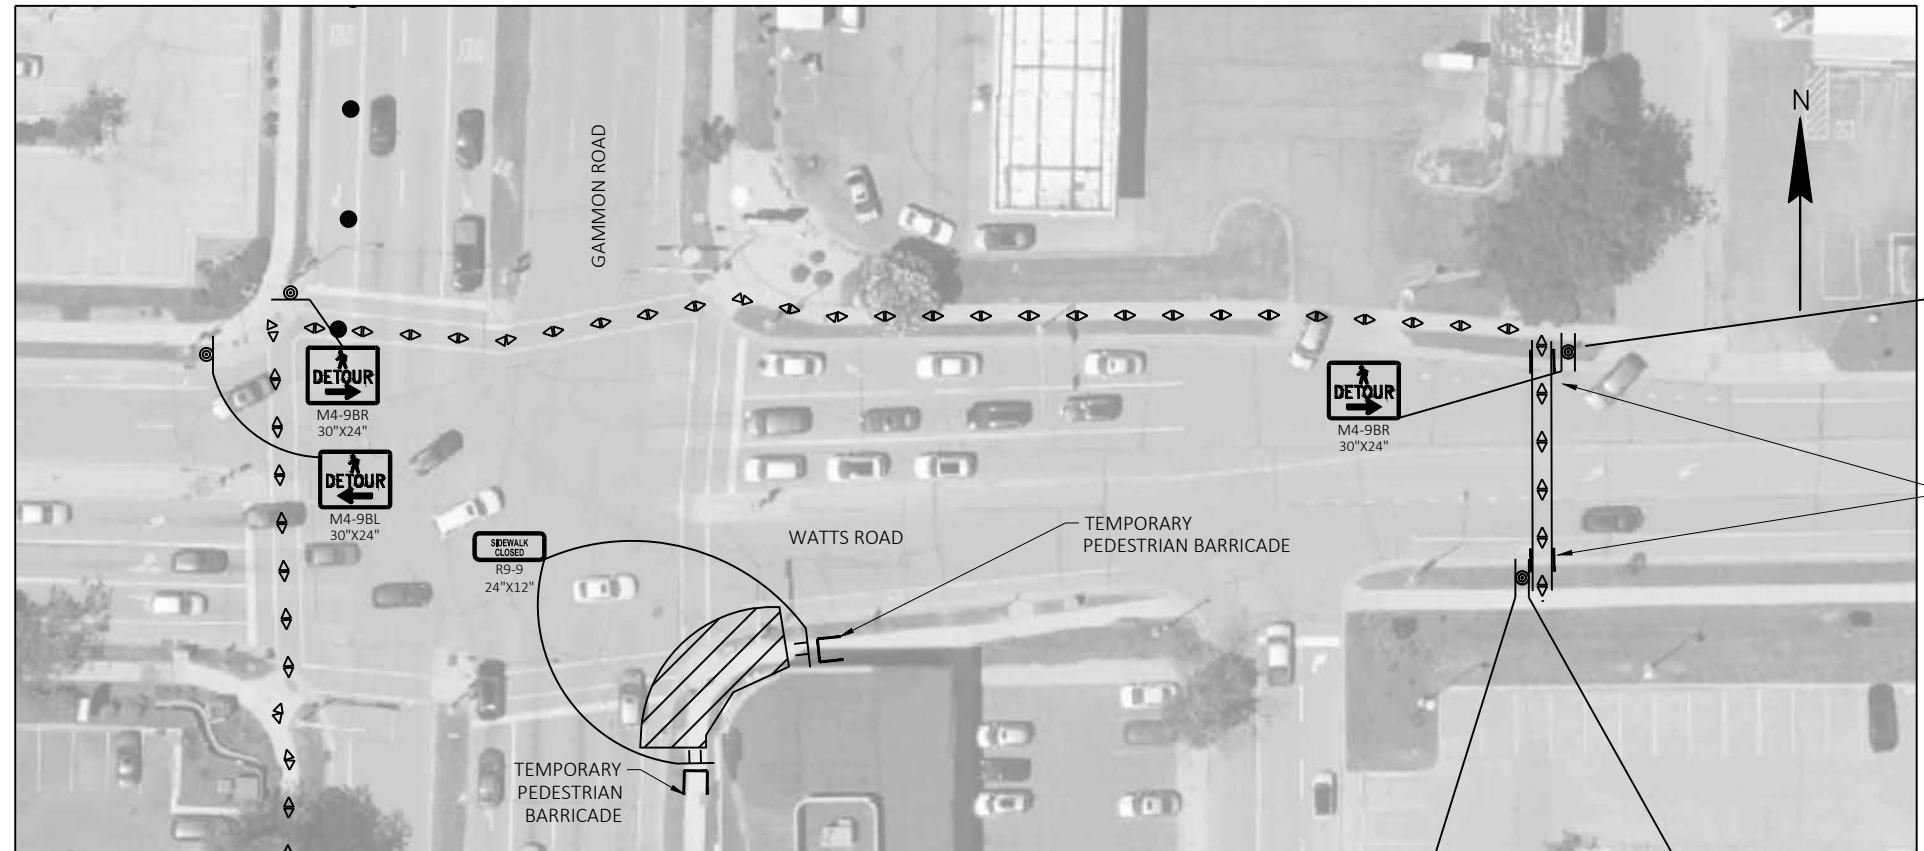 N
GAMMON ROAD
DETOUR
M4-9BR
30"X24"
DETOUR
M4-9BR
30"X24"
DETOUR
M4-9BL
30"X24"
SIDEWALK
CLOSED
R9-9
24"X12"
WATTS ROAD
TEMPORARY
PEDESTRIAN BARRICADE
TEMPORARY
PEDESTRIAN
BARRICADE